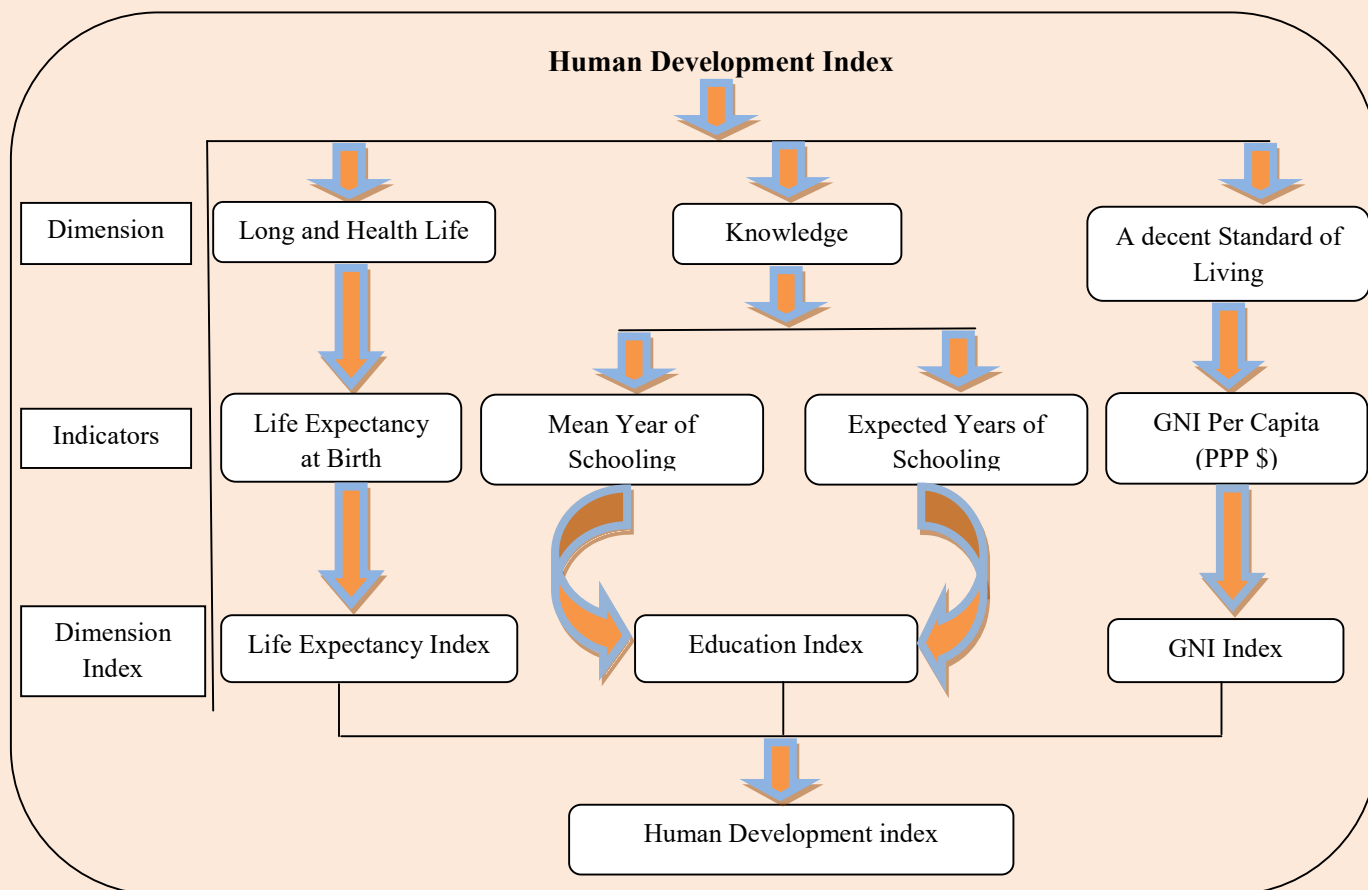 Human Development Index
Dimension
Long and Health Life
Knowledge
A decent Standard of
Living
Indicators
Life Expectancy
at Birth
Mean Year of
Schooling
Expected Years of
Schooling
GNI Per Capita
(PPP $)
Dimension
Index
Life Expectancy Index
Education Index
GNI Index
Human Development index